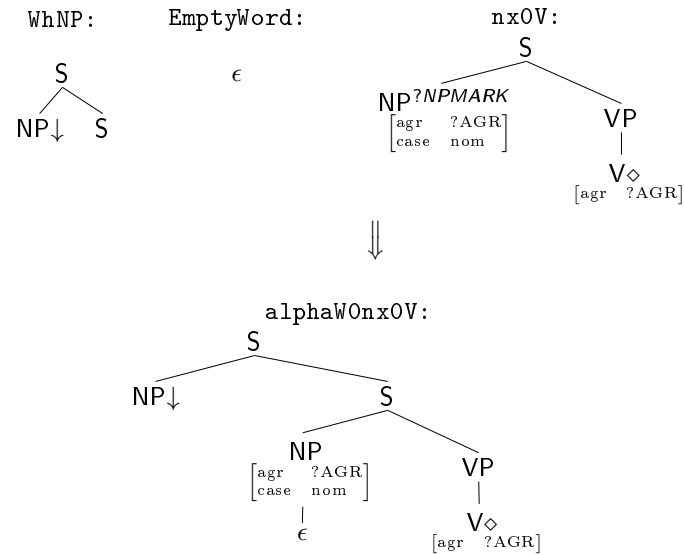 WhNP: EmptyWord: nx0V:
S ϵ S
NP↓ S NP?NPMARK VP
[agr ?AGR]
[case nom]
V◇
[agr ?AGR]
⇓
alphaW0nx0V:
S
NP↓ S
NP VP
[agr ?AGR]
[case nom]
ϵ V◇
[agr ?AGR]